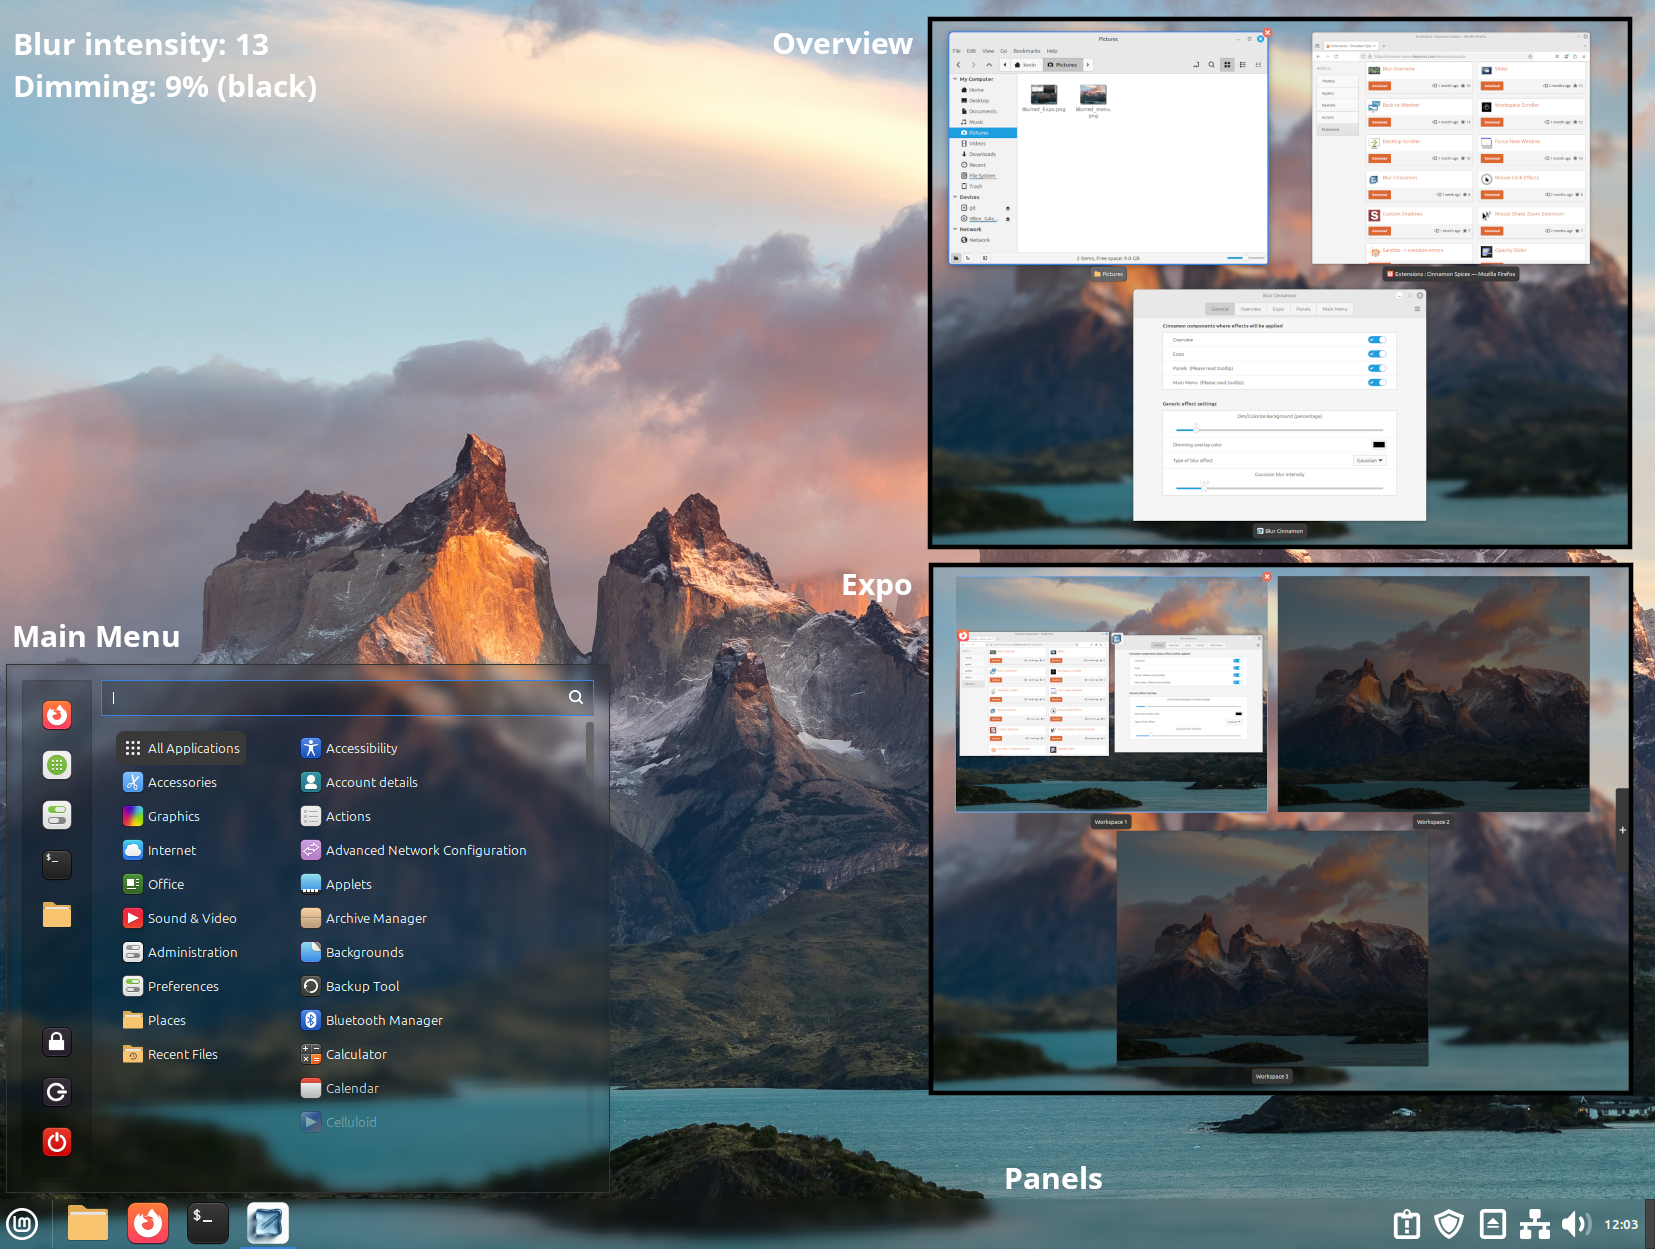 Blur intensity: 13
Dimming: 9% (black)
Overview
Pictures
File Edit View Go Bookmarks Help
kevin Pictures
My Computer
Home
Desktop
Documents
Music
Pictures
Videos
Downloads
Recent
File System
Trash
Devices
git
VBox_GAs...
Network
Network
Blurred_Expo.png
Blurred_menu.png
2 items, Free space: 9.0 GB
Pictures
Blur Overview
Slider
Back to Monitor
Workspace Scroller
Desktop Scroller
Focus New Window
Blur Cinnamon
Mouse Click Effects
Custom Shadows
Mouse Shake Zoom Extension
Opacity Slider
Extensions : Cinnamon Spices — Mozilla Firefox
Blur Cinnamon
General Overview Expo Panels Main Menu
Cinnamon components where effects will be applied
Overview
Expo
Panels (Please read tooltip)
Main Menu (Please read tooltip)
Generic effect settings
Dim/Colorize Background (percentage)
Dimming overlay color
Type of blur effect
Gaussian
Gaussian blur intensity
Blur Cinnamon
Expo
Workspace 1
Workspace 2
Workspace 3
Main Menu
All Applications
Accessories
Graphics
Internet
Office
Sound & Video
Administration
Preferences
Places
Recent Files
Accessibility
Account details
Actions
Advanced Network Configuration
Applets
Archive Manager
Backgrounds
Backup Tool
Bluetooth Manager
Calculator
Calendar
Celluloid
Panels
12:03